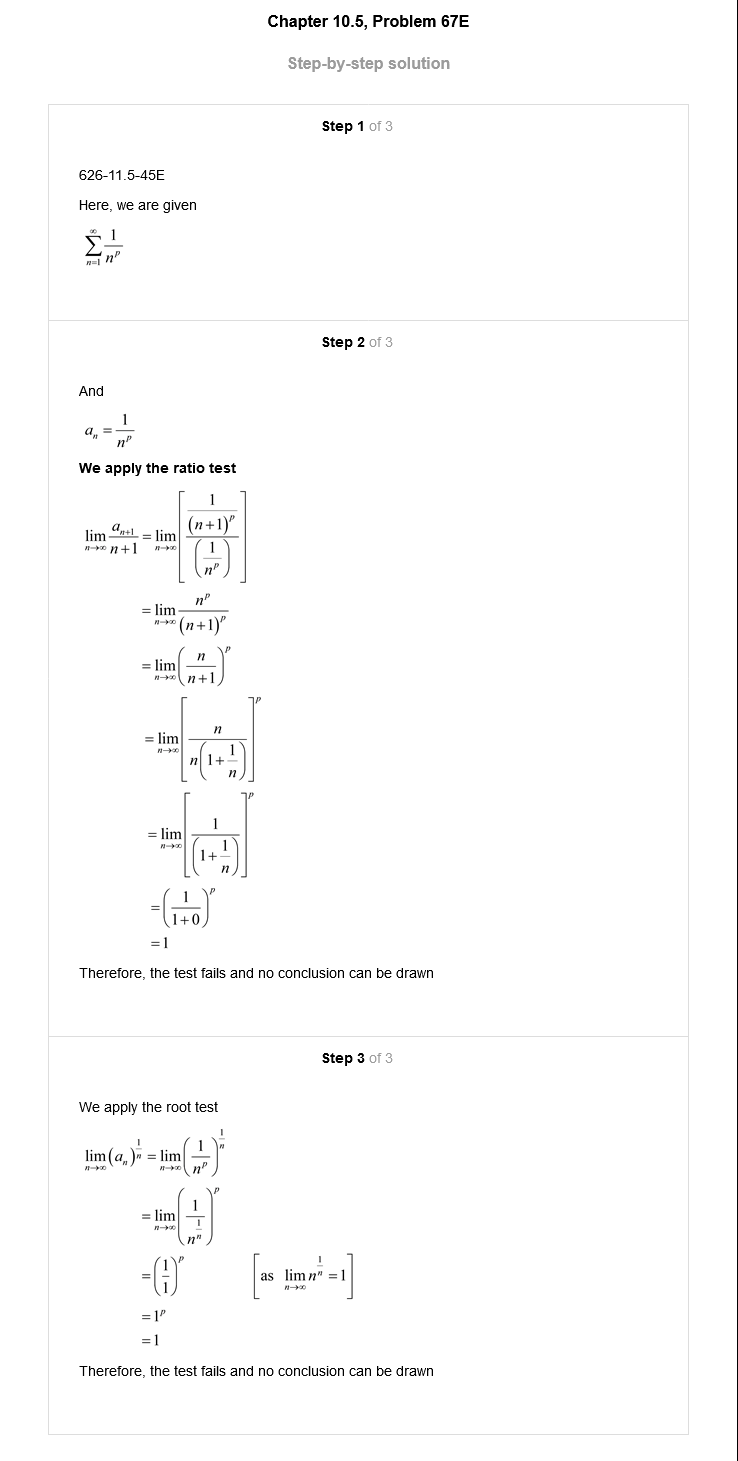 Chapter 10.5, Problem 67E
Step-by-step solution
Step 1 of 3
626-11.5-45E
Here, we are given
$\sum_{n=1}^{\infty} \frac{1}{n^p}$
Step 2 of 3
And
$a_n = \frac{1}{n^p}$
We apply the ratio test
$\lim_{n\to\infty} \frac{a_{n+1}}{n+1} = \lim_{n\to\infty} \left[ \frac{\frac{1}{(n+1)^p}}{\left(\frac{1}{n^p}\right)} \right]$
$= \lim_{n\to\infty} \frac{n^p}{(n+1)^p}$
$= \lim_{n\to\infty} \left( \frac{n}{n+1} \right)^p$
$= \lim_{n\to\infty} \left[ \frac{n}{n\left(1+\frac{1}{n}\right)} \right]^p$
$= \lim_{n\to\infty} \left[ \frac{1}{\left(1+\frac{1}{n}\right)} \right]^p$
$= \left( \frac{1}{1+0} \right)^p$
$= 1$
Therefore, the test fails and no conclusion can be drawn
Step 3 of 3
We apply the root test
$\lim_{n\to\infty} (a_n)^{\frac{1}{n}} = \lim_{n\to\infty} \left( \frac{1}{n^p} \right)^{\frac{1}{n}}$
$= \lim_{n\to\infty} \left( \frac{1}{n^{\frac{1}{n}}} \right)^p$
$= \left( \frac{1}{1} \right)^p \quad \left[ \text{as } \lim_{n\to\infty} n^{\frac{1}{n}} = 1 \right]$
$= 1^p$
$= 1$
Therefore, the test fails and no conclusion can be drawn